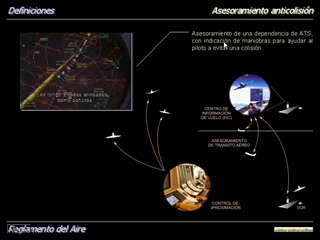 Definiciones
Asesoramiento anticolisión
Asesoramiento de una dependencia de ATS,
con indicación de maniobras para ayudar al
piloto a evitar una colisión.
CENTRO DE
INFORMACIÓN
DE VUELO (FIC)
ASESORAMIENTO
DE TRÁNSITO AÉREO
CONTROL DE
APROXIMACIÓN
VOR
Reglamento del Aire